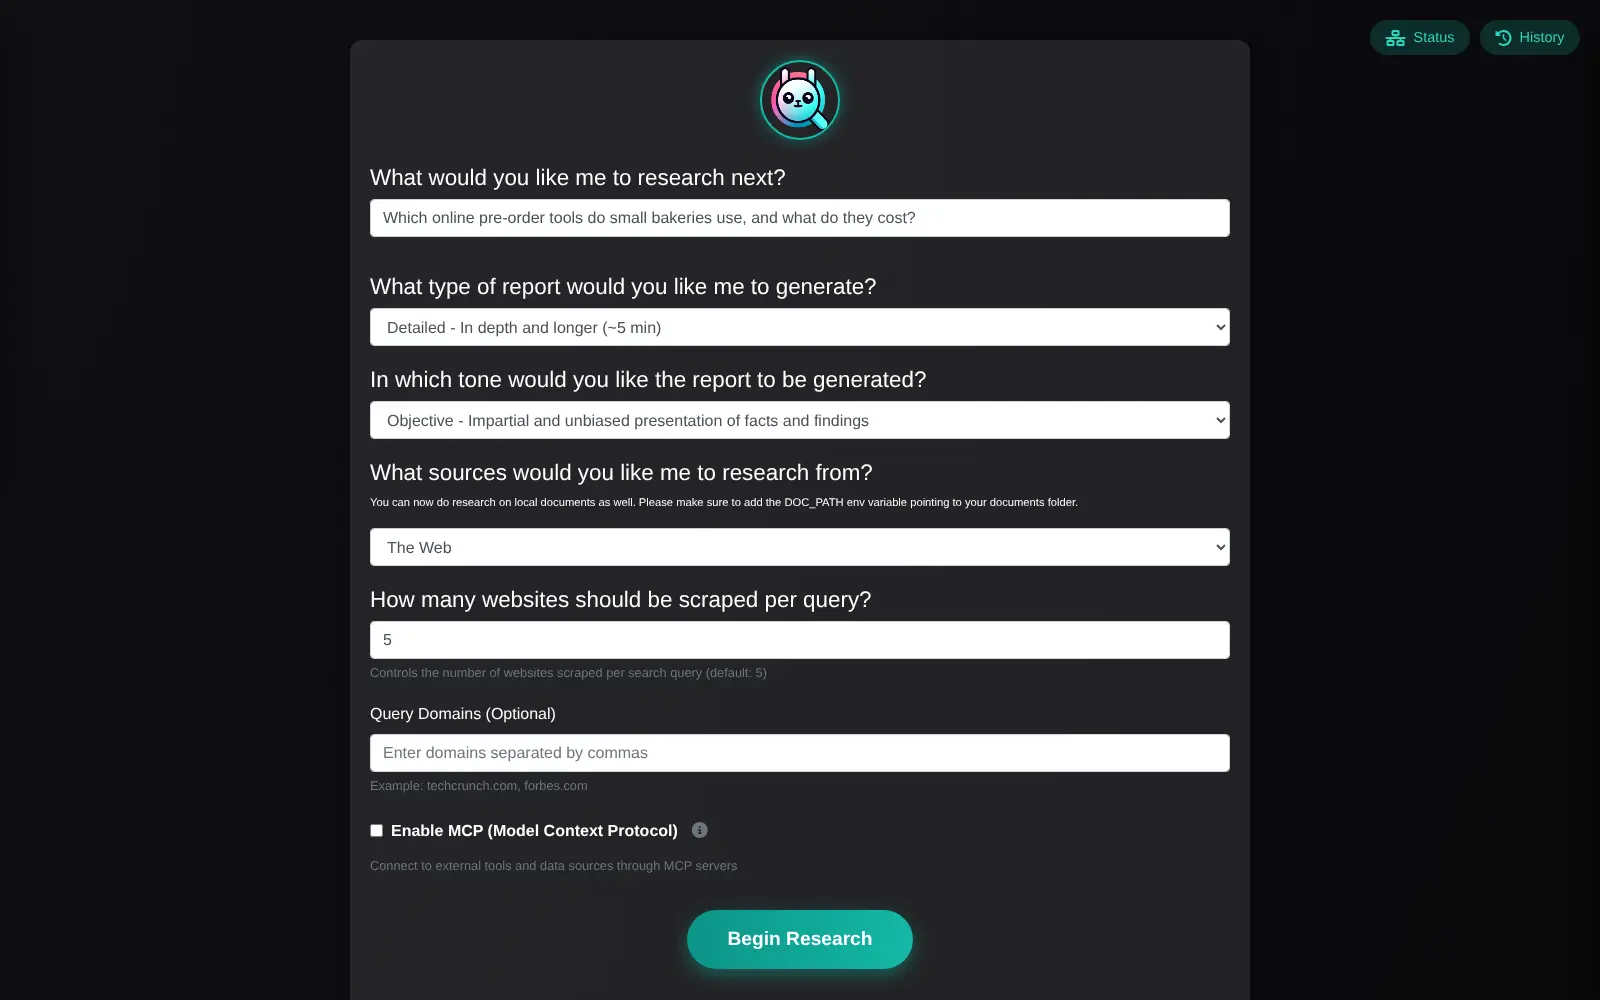 Status
History
What would you like me to research next?
Which online pre-order tools do small bakeries use, and what do they cost?
What type of report would you like me to generate?
Detailed - In depth and longer (~5 min)
In which tone would you like the report to be generated?
Objective - Impartial and unbiased presentation of facts and findings
What sources would you like me to research from?
You can now do research on local documents as well. Please make sure to add the DOC_PATH env variable pointing to your documents folder.
The Web
How many websites should be scraped per query?
5
Controls the number of websites scraped per search query (default: 5)
Query Domains (Optional)
Enter domains separated by commas
Example: techcrunch.com, forbes.com
Enable MCP (Model Context Protocol)
Connect to external tools and data sources through MCP servers
Begin Research